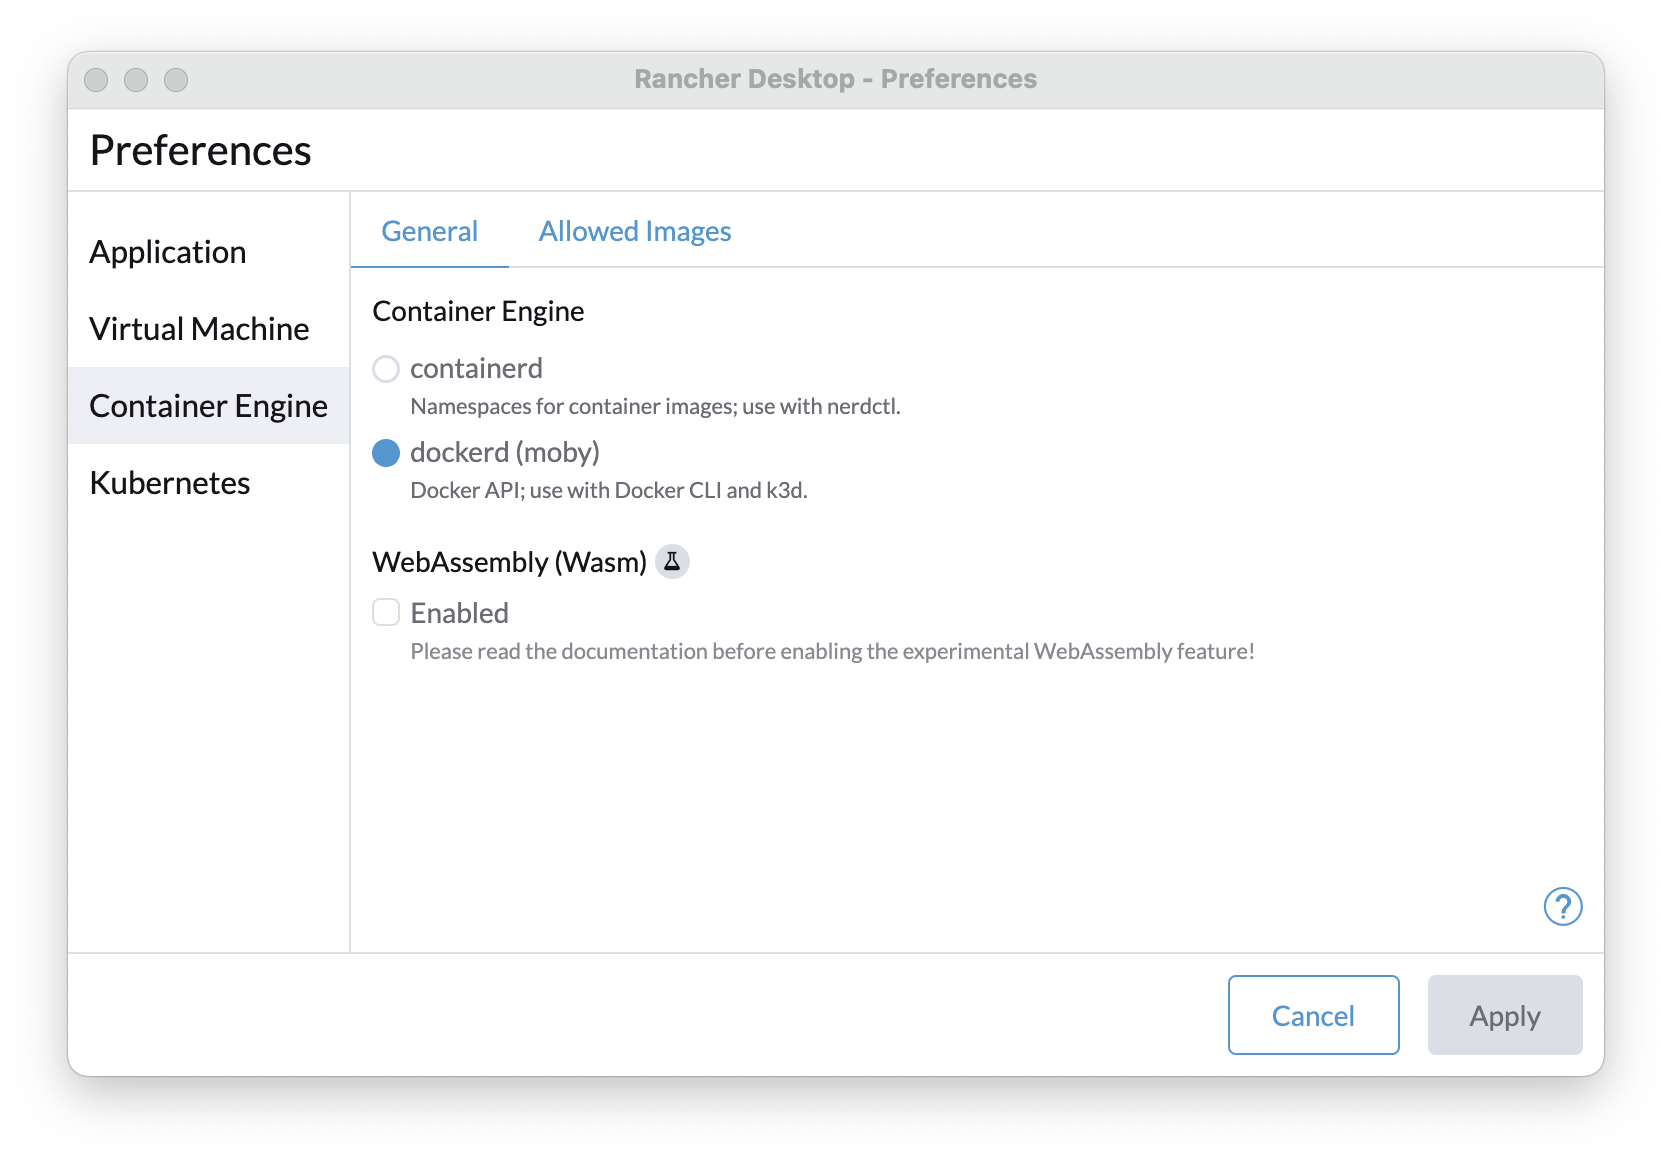 Rancher Desktop - Preferences
Preferences
Application
Virtual Machine
Container Engine
Kubernetes
General
Allowed Images
Container Engine
containerd
Namespaces for container images; use with nerdctl.
dockerd (moby)
Docker API; use with Docker CLI and k3d.
WebAssembly (Wasm)
Enabled
Please read the documentation before enabling the experimental WebAssembly feature!
?
Cancel
Apply